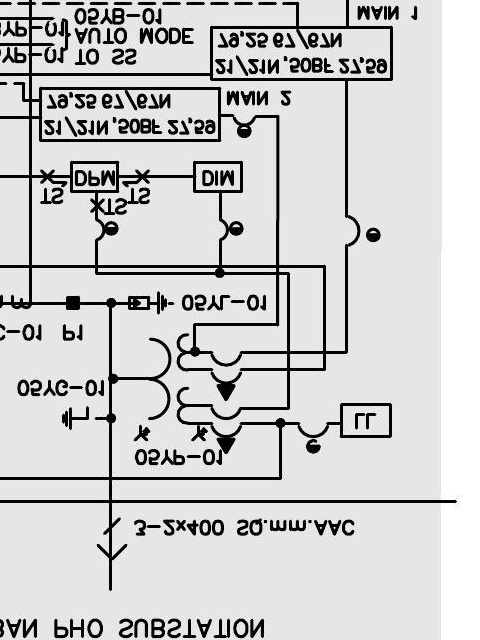 MAIN 1
05YB-01
5YP-01
AUTO MODE
79,25 67/67N
YP-01
TO SS
21/21N,50BF 27,59
79,25 67/67N
MAIN 2
21/21N,50BF 27,59
DPM
DIM
TS
TS
TS
05YL-01
C-01 P1
05YC-01
LL
05YP-01
3-2x400 SQ.mm.AAC
BAN PHO SUBSTATION